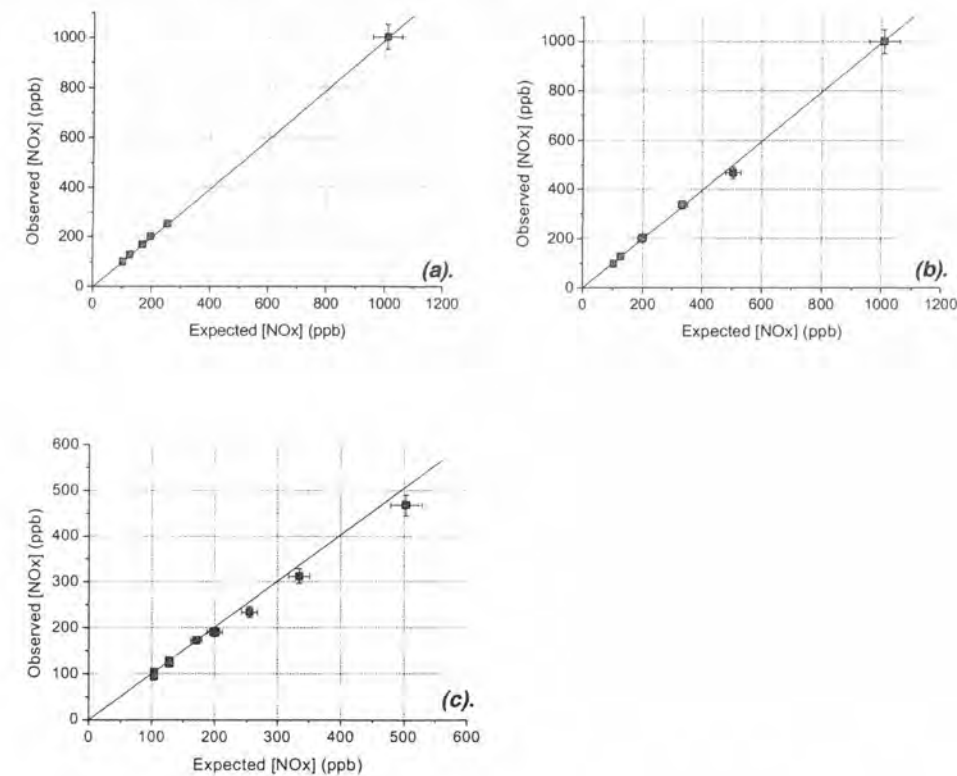 1000
800
600
400
200
0
Observed [NOx] (ppb)
0 200 400 600 800 1000 1200
Expected [NOx] (ppb)
(a).
1000
800
600
400
200
0
Observed [NOx] (ppb)
0 200 400 600 800 1000 1200
Expected [NOx] (ppb)
(b).
600
500
400
300
200
100
0
Observed [NOx] (ppb)
0 100 200 300 400 500 600
Expected [NOx] (ppb)
(c).